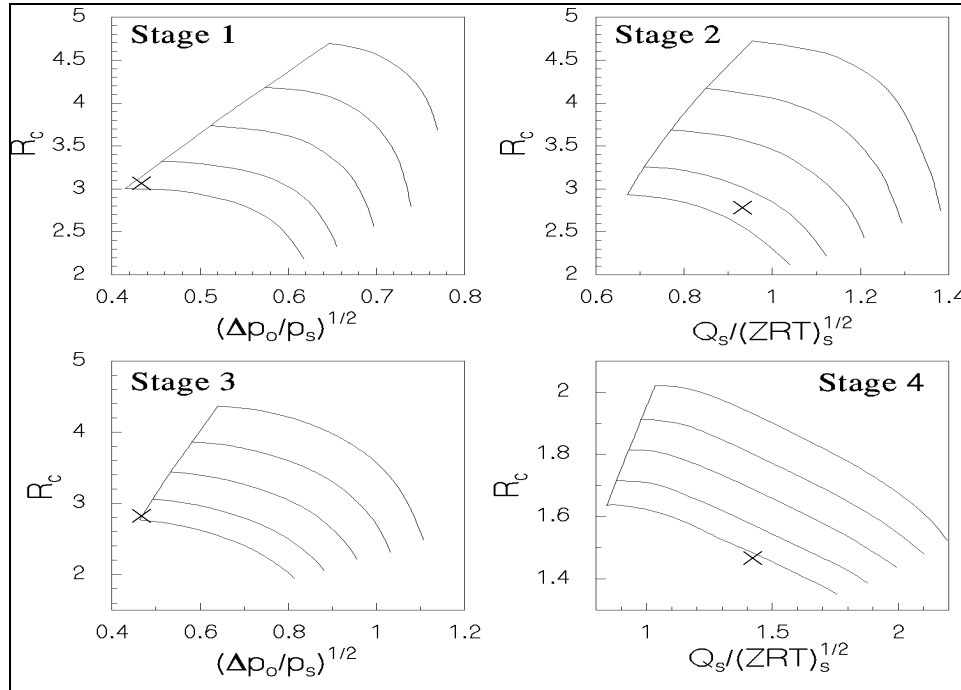 Stage 1
5
4.5
4
3.5
3
2.5
2
R_c
0.4 0.5 0.6 0.7 0.8
(Δp_o/p_s)^1/2
Stage 2
5
4.5
4
3.5
3
2.5
2
R_c
0.6 0.8 1 1.2 1.4
Q_s/(ZRT)_s^1/2
Stage 3
5
4
3
2
R_c
0.4 0.6 0.8 1 1.2
(Δp_o/p_s)^1/2
Stage 4
2
1.8
1.6
1.4
R_c
1 1.5 2
Q_s/(ZRT)_s^1/2